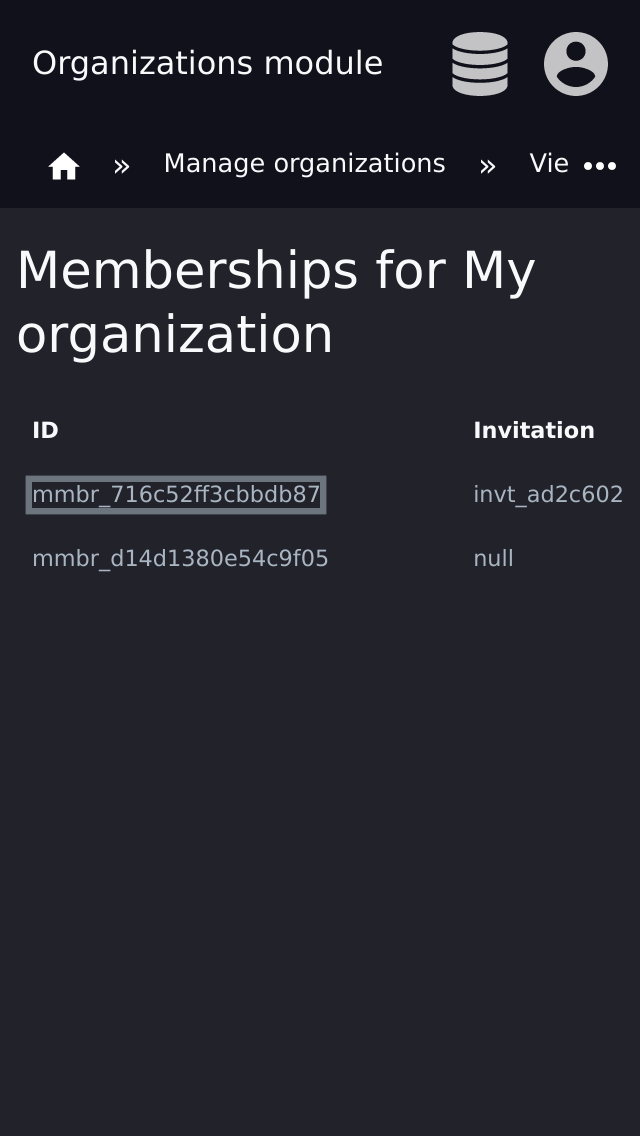 Organizations module
» Manage organizations » Vie •••
Memberships for My
organization
ID Invitation
mmbr_716c52ff3cbbdb87 invt_ad2c602
mmbr_d14d1380e54c9f05 null